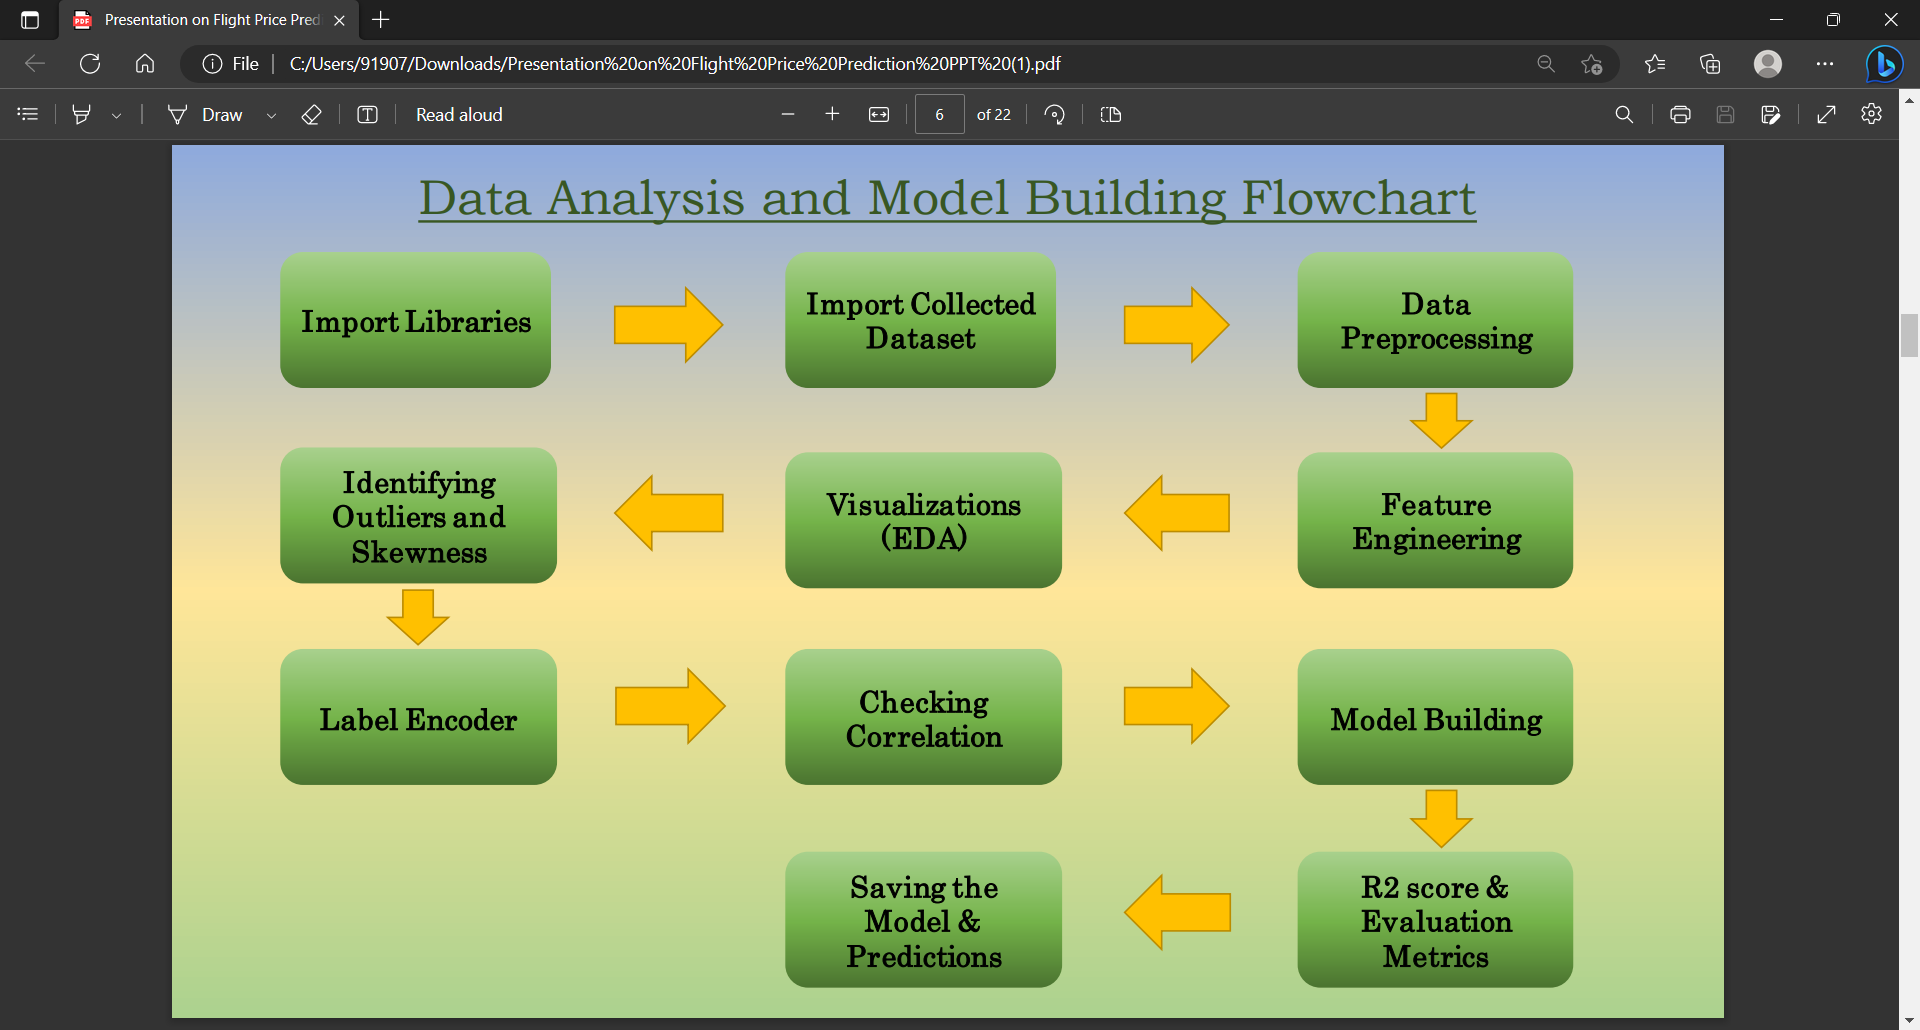 Presentation on Flight Price Pred
File
C:/Users/91907/Downloads/Presentation%20on%20Flight%20Price%20Prediction%20PPT%20(1).pdf
Draw
Read aloud
6
of 22
Data Analysis and Model Building Flowchart
Import Libraries
Import Collected
Dataset
Data
Preprocessing
Identifying
Outliers and
Skewness
Visualizations
(EDA)
Feature
Engineering
Label Encoder
Checking
Correlation
Model Building
Saving the
Model &
Predictions
R2 score &
Evaluation
Metrics